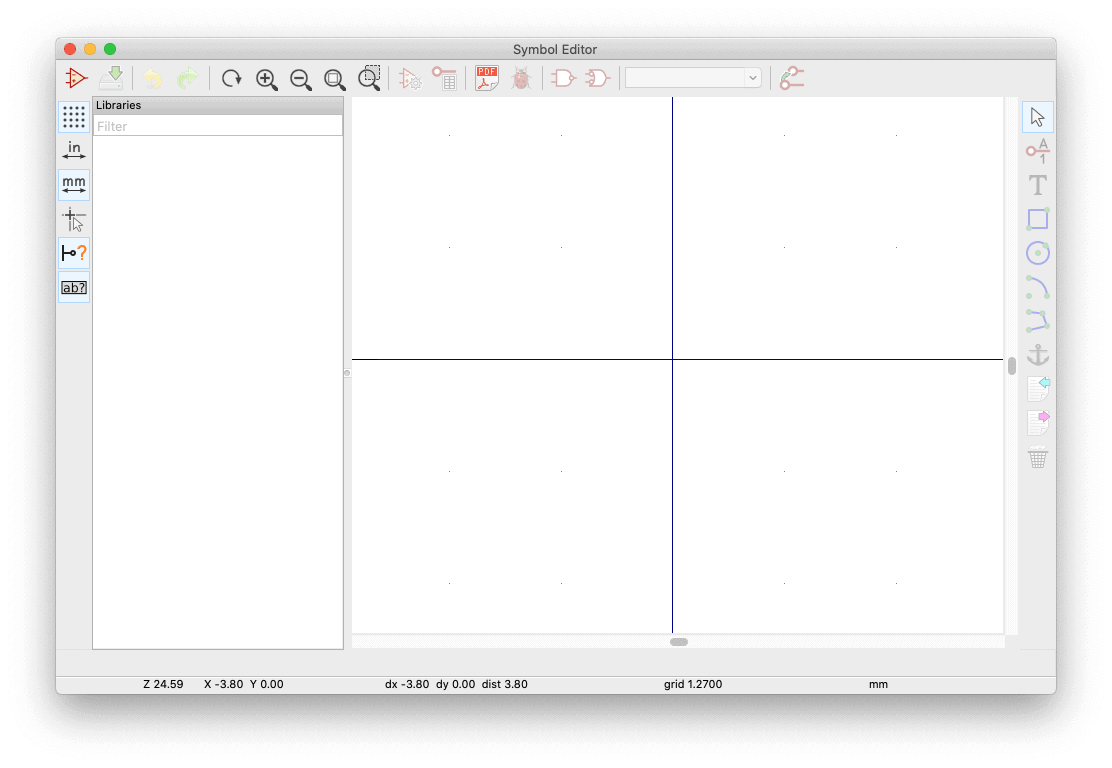 Symbol Editor
PDF
Libraries
Filter
in
mm
ab?
?
A
1
T
Z 24.59 X -3.80 Y 0.00 dx -3.80 dy 0.00 dist 3.80 grid 1.2700 mm